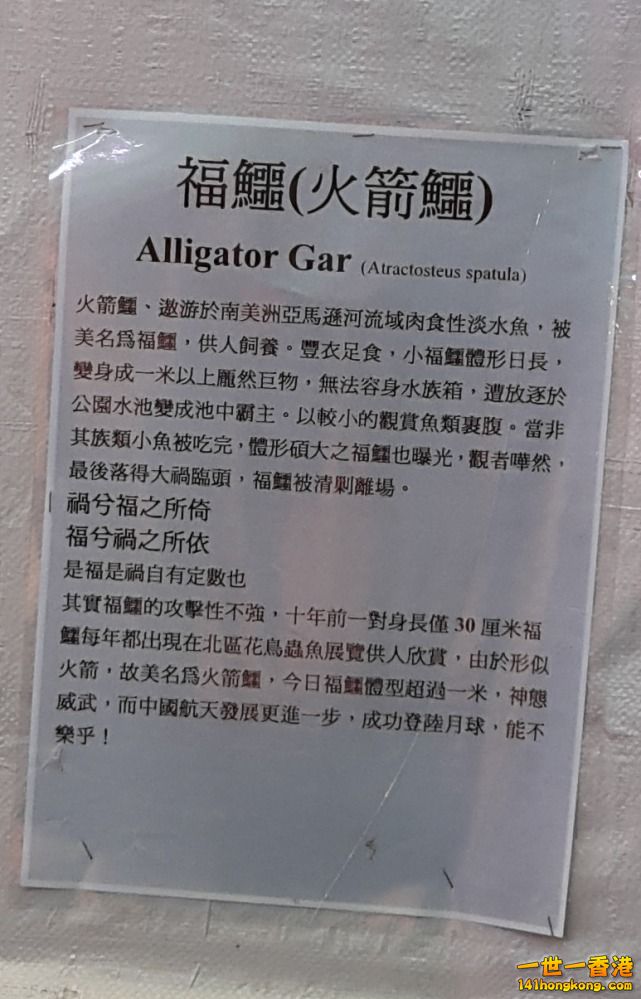 福鱷(火箭鱷)
Alligator Gar (Atractosteus spatula)
火箭鱷、遨游於南美洲亞馬遜河流域肉食性淡水魚，被
美名爲福鱷，供人飼養。豐衣足食，小福鱷體形日長，
變身成一米以上龐然巨物，無法容身水族箱，遭放逐於
公園水池變成池中霸主。以較小的觀賞魚類裹腹。當非
其族類小魚被吃完，體形碩大之福鱷也曝光，觀者嘩然，
最後落得大禍臨頭，福鱷被清剿離場。
禍兮福之所倚
福兮禍之所依
是福是禍自有定數也
其實福鱷的攻擊性不強，十年前一對身長僅 30 厘米福
鱷每年都出現在北區花鳥蟲魚展覽供人欣賞，由於形似
火箭，故美名爲火箭鱷，今日福鱷體型超過一米，神態
威武，而中國航天發展更進一步，成功登陸月球，能不
樂乎！
一世一香港
141hongkong.com